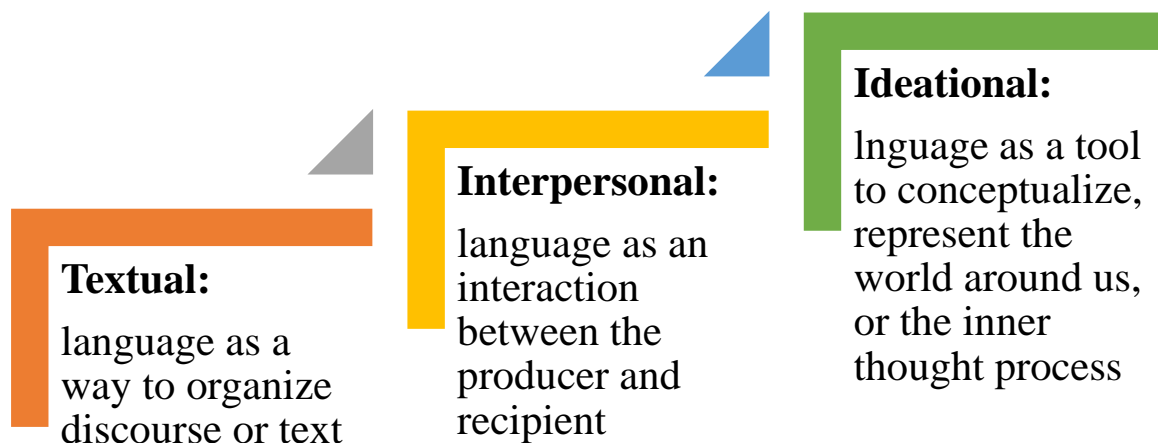 Textual:
language as a
way to organize
discourse or text
Interpersonal:
language as an
interaction
between the
producer and
recipient
Ideational:
lnguage as a tool
to conceptualize,
represent the
world around us,
or the inner
thought process